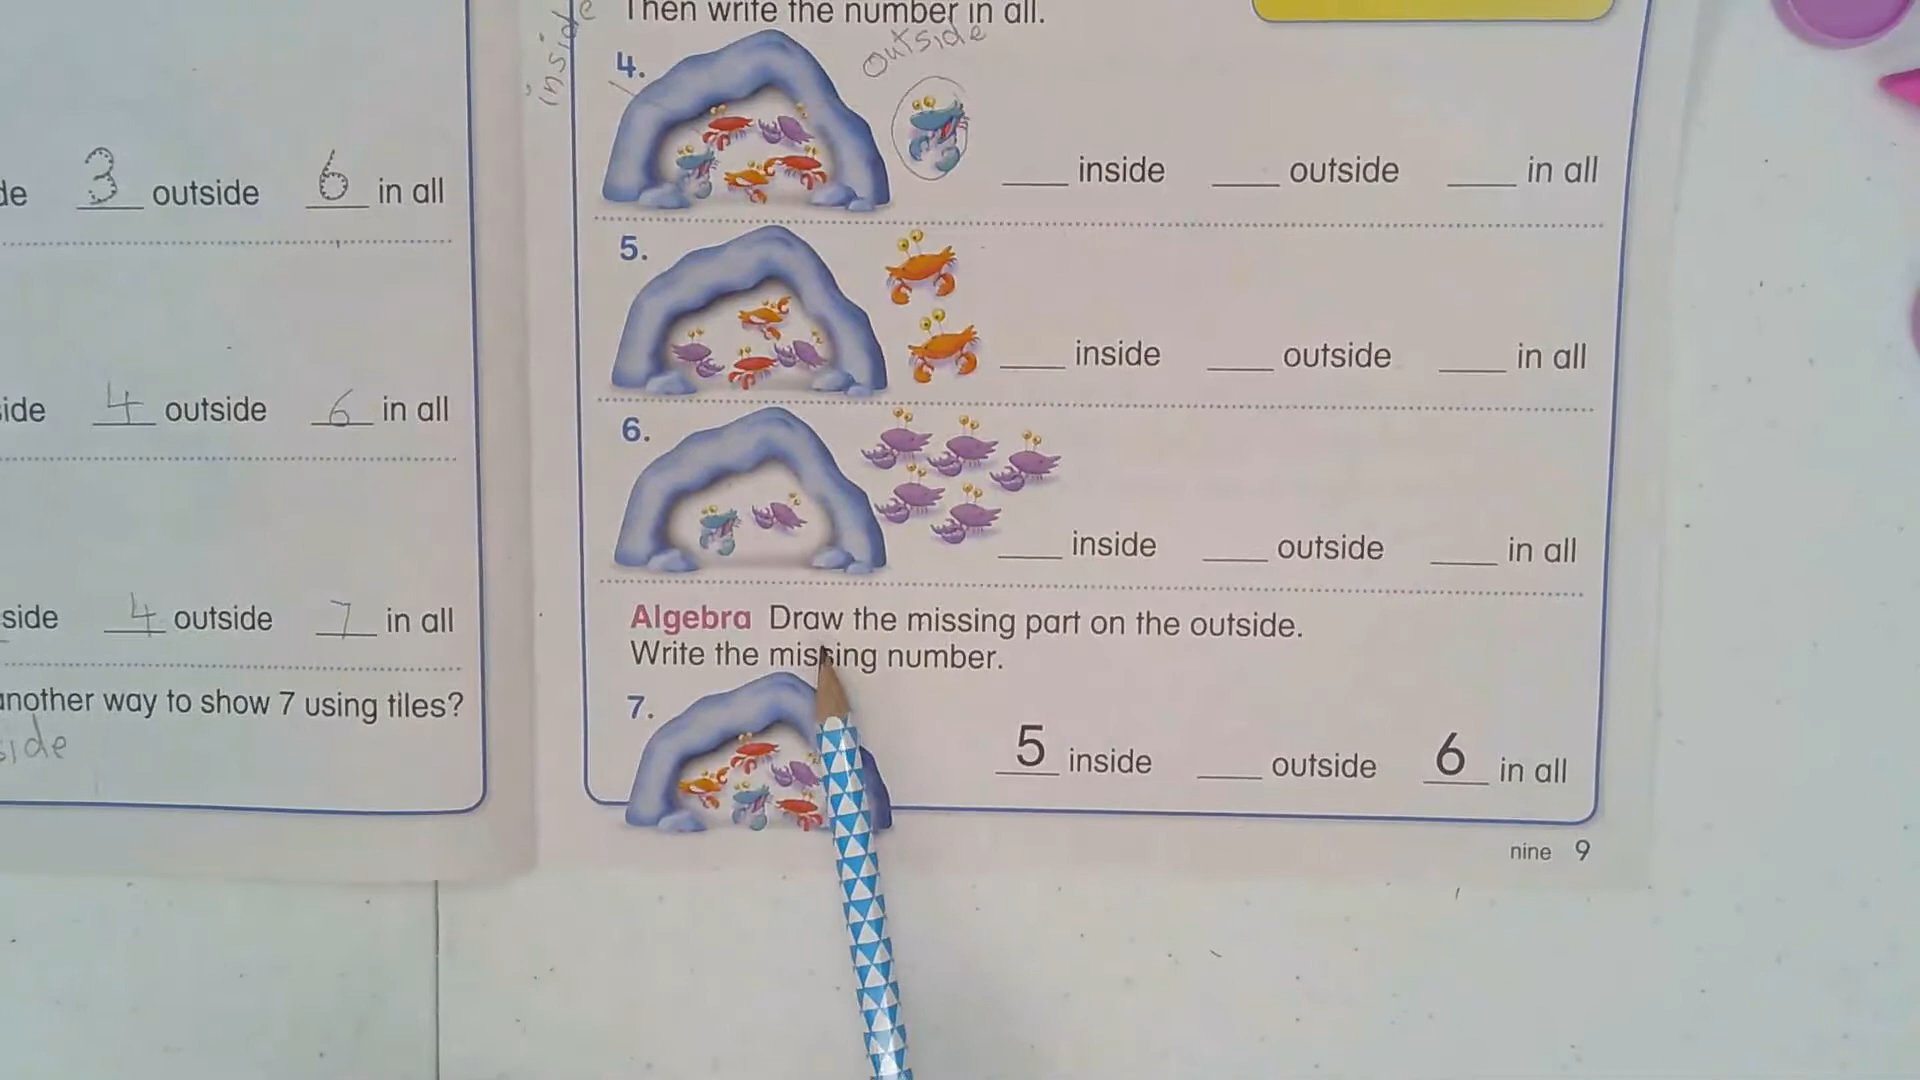 de 3 outside 6 in all
ide 4 outside 6 in all
side 4 outside 7 in all
another way to show 7 using tiles?
side
inside
Then write the number in all.
outside
4. ___ inside ___ outside ___ in all
5. ___ inside ___ outside ___ in all
6. ___ inside ___ outside ___ in all
Algebra Draw the missing part on the outside.
Write the missing number.
7. 5 inside ___ outside 6 in all
nine 9